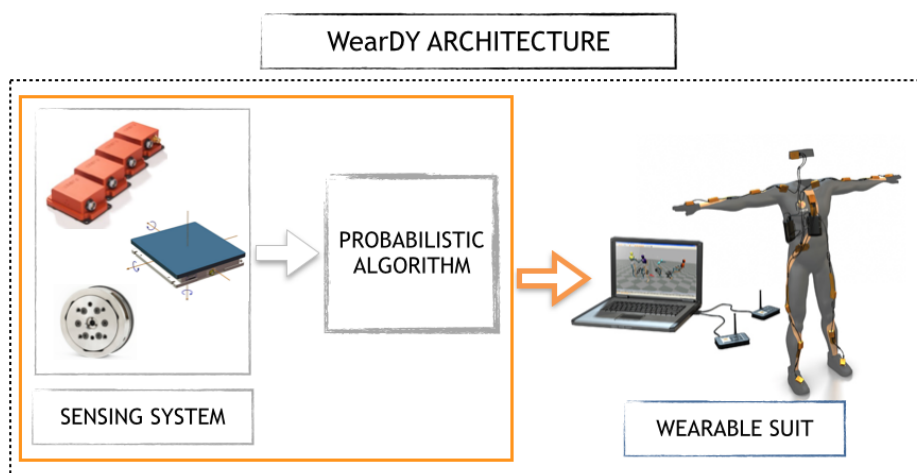 WearDY ARCHITECTURE
PROBABILISTIC
ALGORITHM
SENSING SYSTEM
WEARABLE SUIT